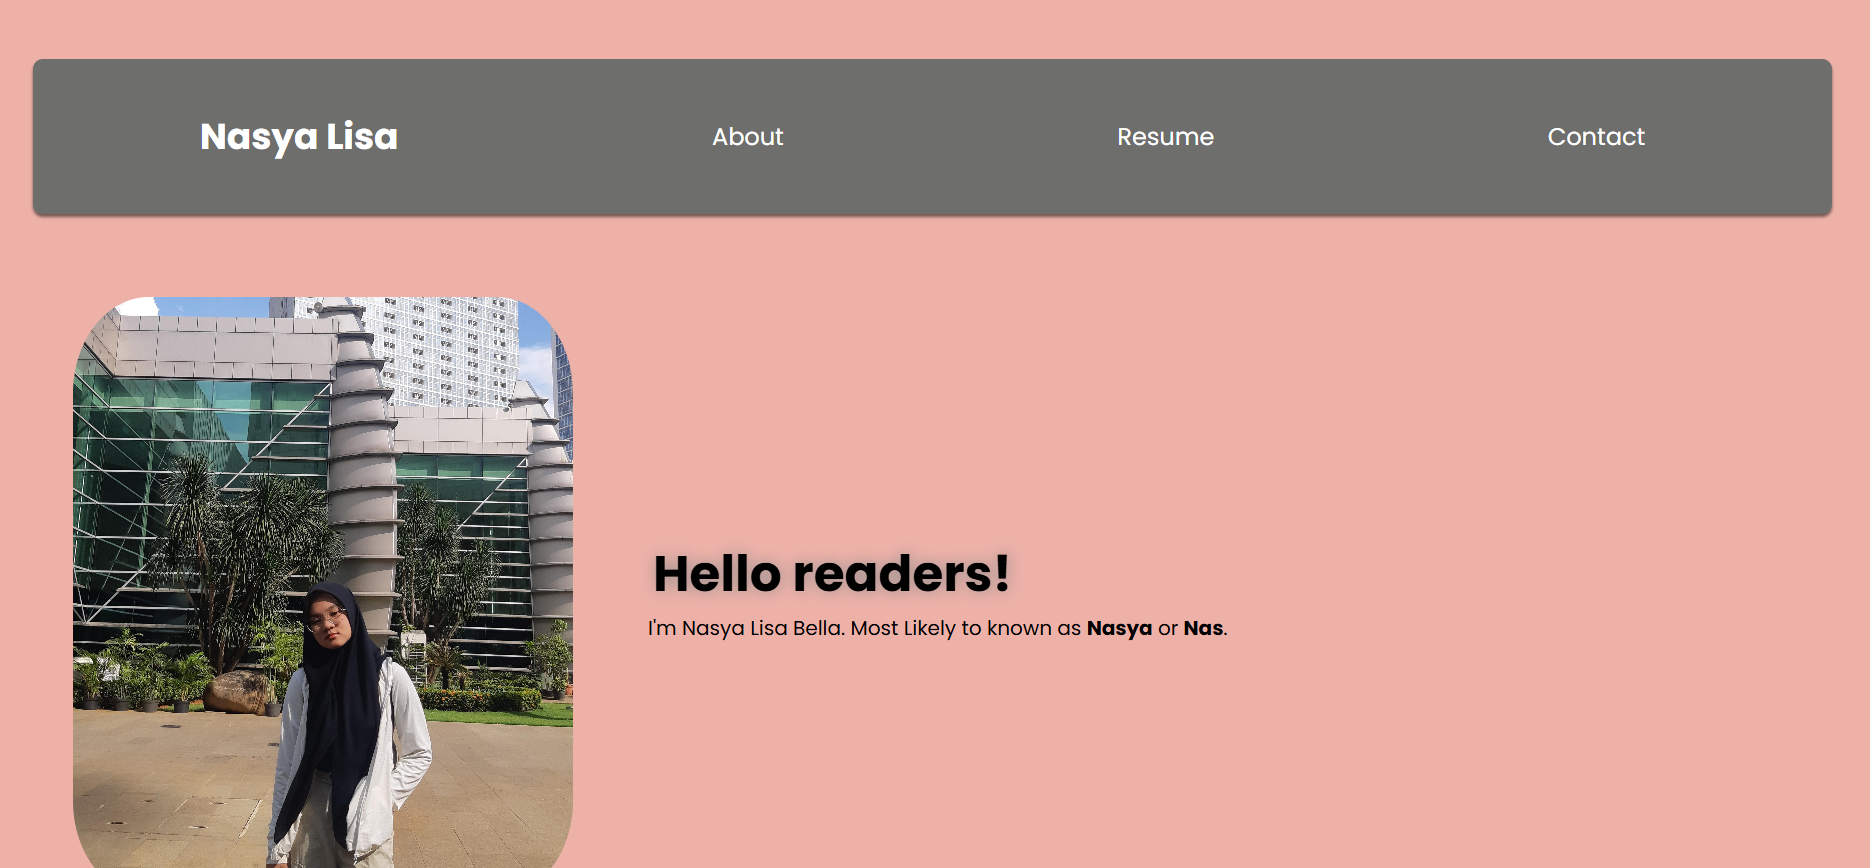 Nasya Lisa About Resume Contact
Hello readers!
I'm Nasya Lisa Bella. Most Likely to known as Nasya or Nas.